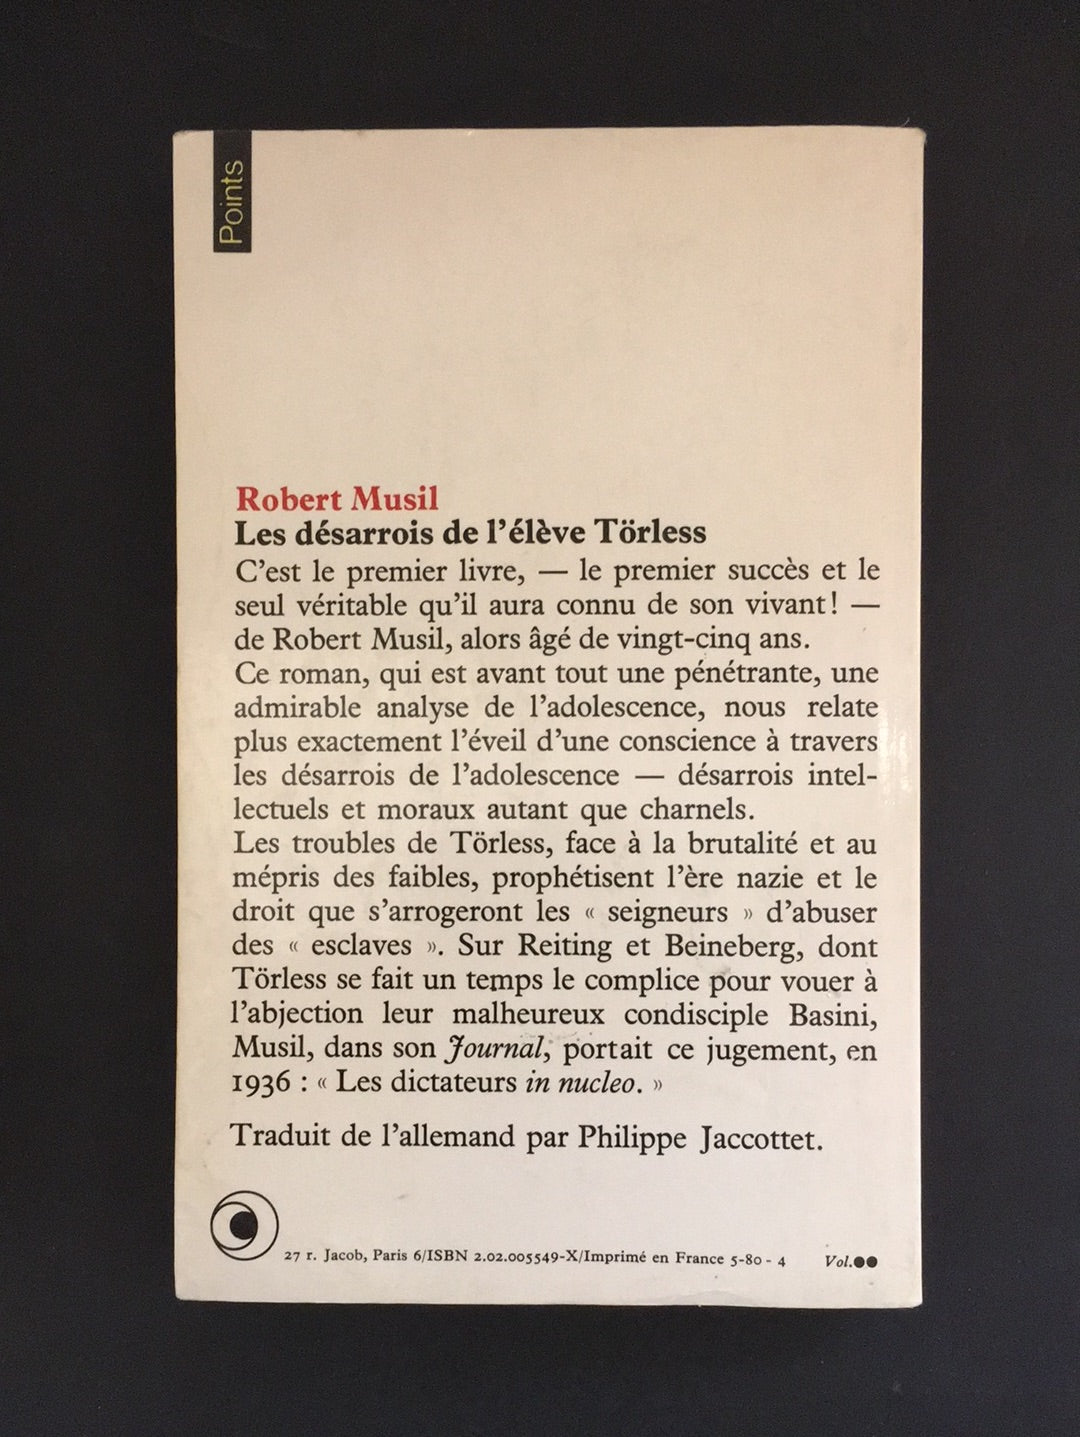 Points
Robert Musil
Les désarrois de l'élève Törless
C'est le premier livre, — le premier succès et le
seul véritable qu'il aura connu de son vivant! —
de Robert Musil, alors âgé de vingt-cinq ans.
Ce roman, qui est avant tout une pénétrante, une
admirable analyse de l'adolescence, nous relate
plus exactement l'éveil d'une conscience à travers
les désarrois de l'adolescence — désarrois intel-
lectuels et moraux autant que charnels.
Les troubles de Törless, face à la brutalité et au
mépris des faibles, prophétisent l'ère nazie et le
droit que s'arrogeront les « seigneurs » d'abuser
des « esclaves ». Sur Reiting et Beineberg, dont
Törless se fait un temps le complice pour vouer à
l'abjection leur malheureux condisciple Basini,
Musil, dans son Journal, portait ce jugement, en
1936 : « Les dictateurs in nucleo. »
Traduit de l'allemand par Philippe Jaccottet.
27 r. Jacob, Paris 6/ISBN 2.02.005549-X/Imprimé en France 5-80 - 4 Vol.●●